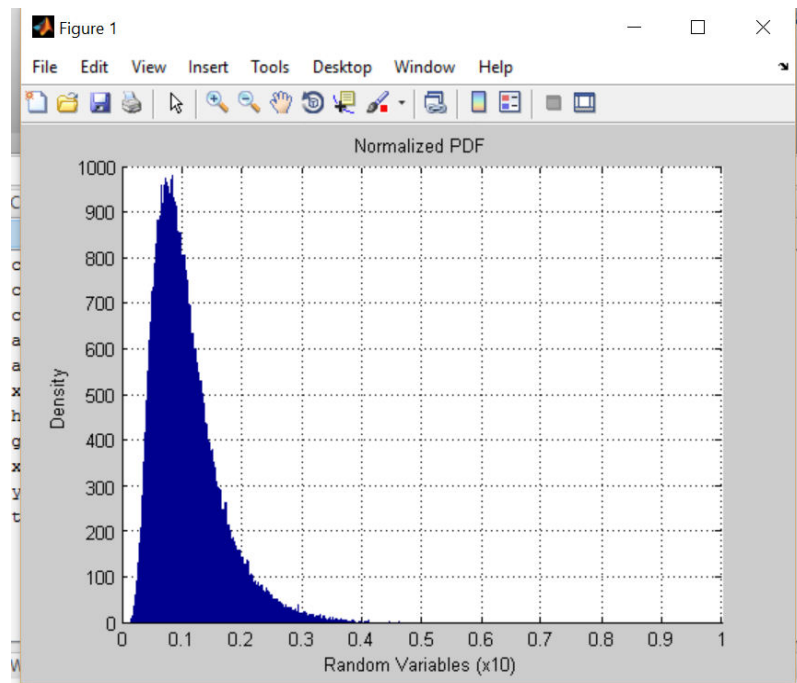 Figure 1
File Edit View Insert Tools Desktop Window Help
Normalized PDF
1000
900
800
700
600
500
400
300
200
100
0
Density
0 0.1 0.2 0.3 0.4 0.5 0.6 0.7 0.8 0.9 1
Random Variables (x10)
c
c
c
a
a
x
h
g
x
y
t